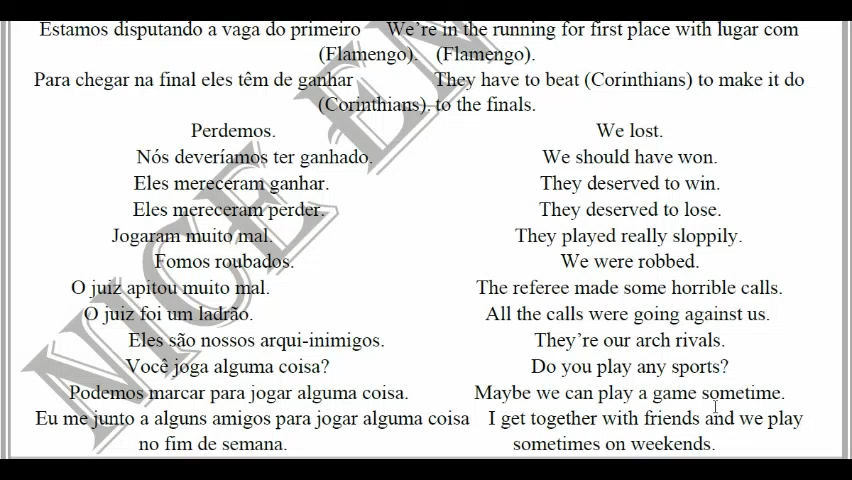 Estamos disputando a vaga do primeiro We're in the running for first place with lugar com
(Flamengo). (Flamengo).
Para chegar na final eles têm de ganhar They have to beat (Corinthians) to make it do
(Corinthians). to the finals.
Perdemos. We lost.
Nós deveríamos ter ganhado. We should have won.
Eles mereceram ganhar. They deserved to win.
Eles mereceram perder. They deserved to lose.
Jogaram muito mal. They played really sloppily.
Fomos roubados. We were robbed.
O juiz apitou muito mal. The referee made some horrible calls.
O juiz foi um ladrão. All the calls were going against us.
Eles são nossos arqui-inimigos. They're our arch rivals.
Você joga alguma coisa? Do you play any sports?
Podemos marcar para jogar alguma coisa. Maybe we can play a game sometime.
Eu me junto a alguns amigos para jogar alguma coisa I get together with friends and we play
no fim de semana. sometimes on weekends.
NICE EN